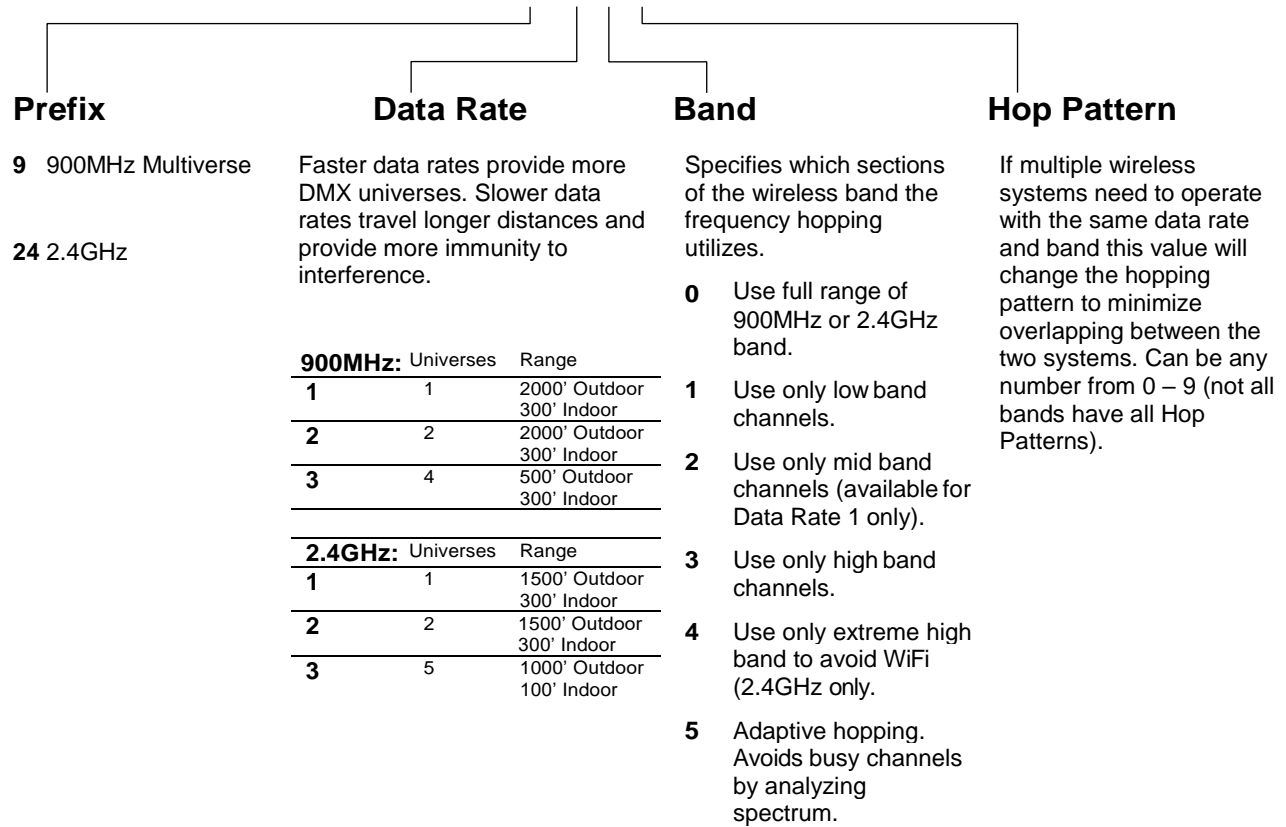 Prefix
9 900MHz Multiverse
24 2.4GHz
Data Rate
Faster data rates provide more
DMX universes. Slower data
rates travel longer distances and
provide more immunity to
interference.
900MHz: Universes Range
1 1 2000’ Outdoor
300’ Indoor
2 2 2000’ Outdoor
300’ Indoor
3 4 500’ Outdoor
300’ Indoor
2.4GHz: Universes Range
1 1 1500’ Outdoor
300’ Indoor
2 2 1500’ Outdoor
300’ Indoor
3 5 1000’ Outdoor
100’ Indoor
Band
Specifies which sections
of the wireless band the
frequency hopping
utilizes.
0 Use full range of
900MHz or 2.4GHz
band.
1 Use only low band
channels.
2 Use only mid band
channels (available for
Data Rate 1 only).
3 Use only high band
channels.
4 Use only extreme high
band to avoid WiFi
(2.4GHz only.
5 Adaptive hopping.
Avoids busy channels
by analyzing
spectrum.
Hop Pattern
If multiple wireless
systems need to operate
with the same data rate
and band this value will
change the hopping
pattern to minimize
overlapping between the
two systems. Can be any
number from 0 – 9 (not all
bands have all Hop
Patterns).